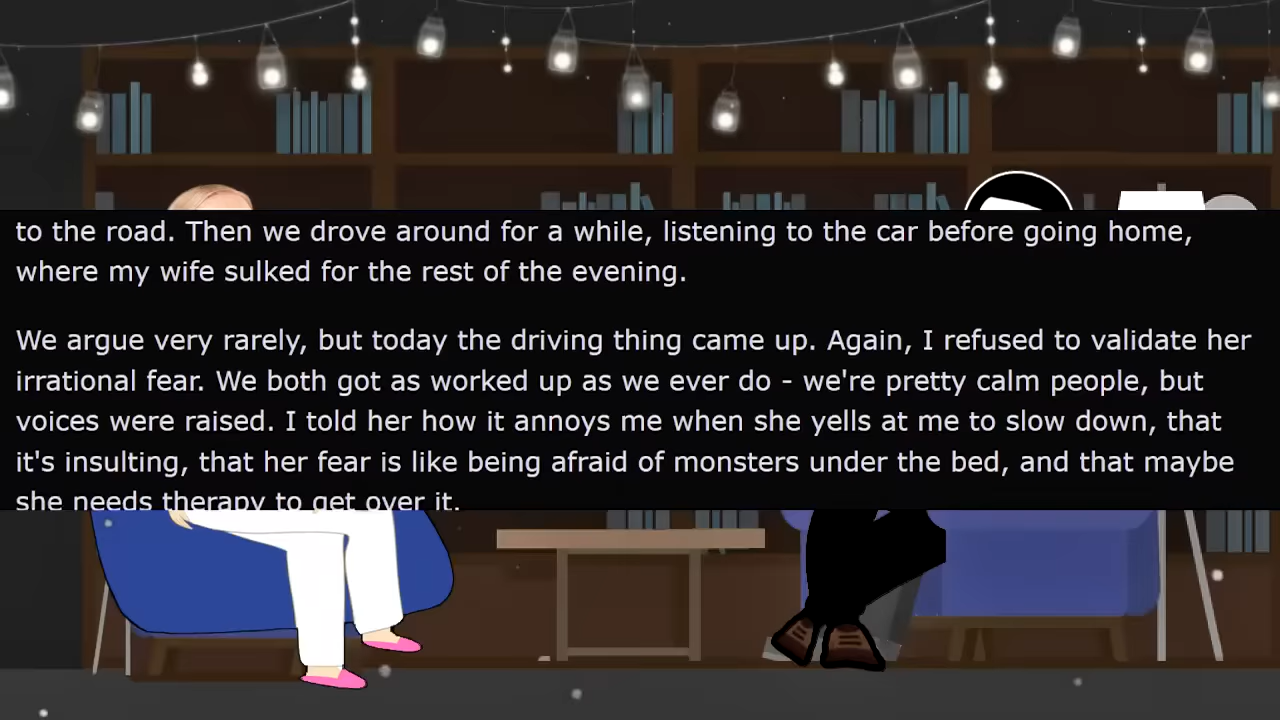 to the road. Then we drove around for a while, listening to the car before going home,
where my wife sulked for the rest of the evening.
We argue very rarely, but today the driving thing came up. Again, I refused to validate her
irrational fear. We both got as worked up as we ever do - we're pretty calm people, but
voices were raised. I told her how it annoys me when she yells at me to slow down, that
it's insulting, that her fear is like being afraid of monsters under the bed, and that maybe
she needs therapy to get over it.